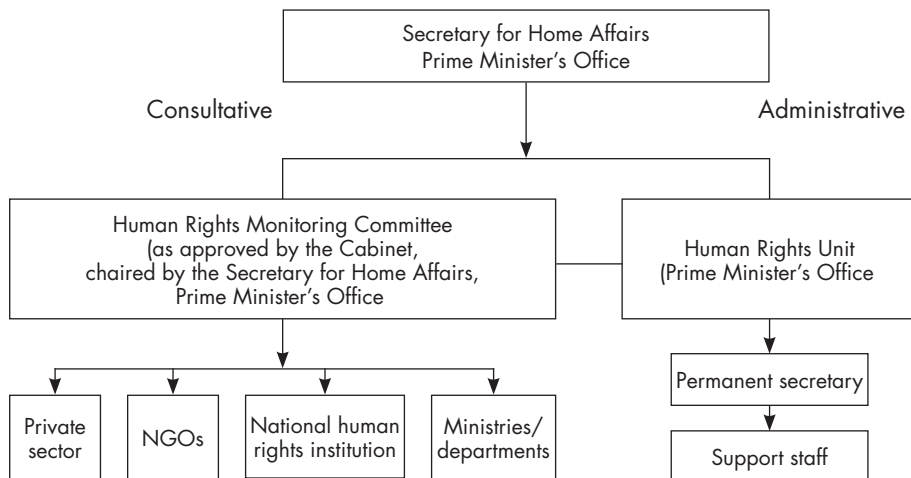 Secretary for Home Affairs
Prime Minister’s Office
Consultative
Administrative
Human Rights Monitoring Committee
(as approved by the Cabinet,
chaired by the Secretary for Home Affairs,
Prime Minister’s Office
Human Rights Unit
(Prime Minister’s Office
Private
sector
NGOs
National human
rights institution
Ministries/
departments
Permanent secretary
Support staff